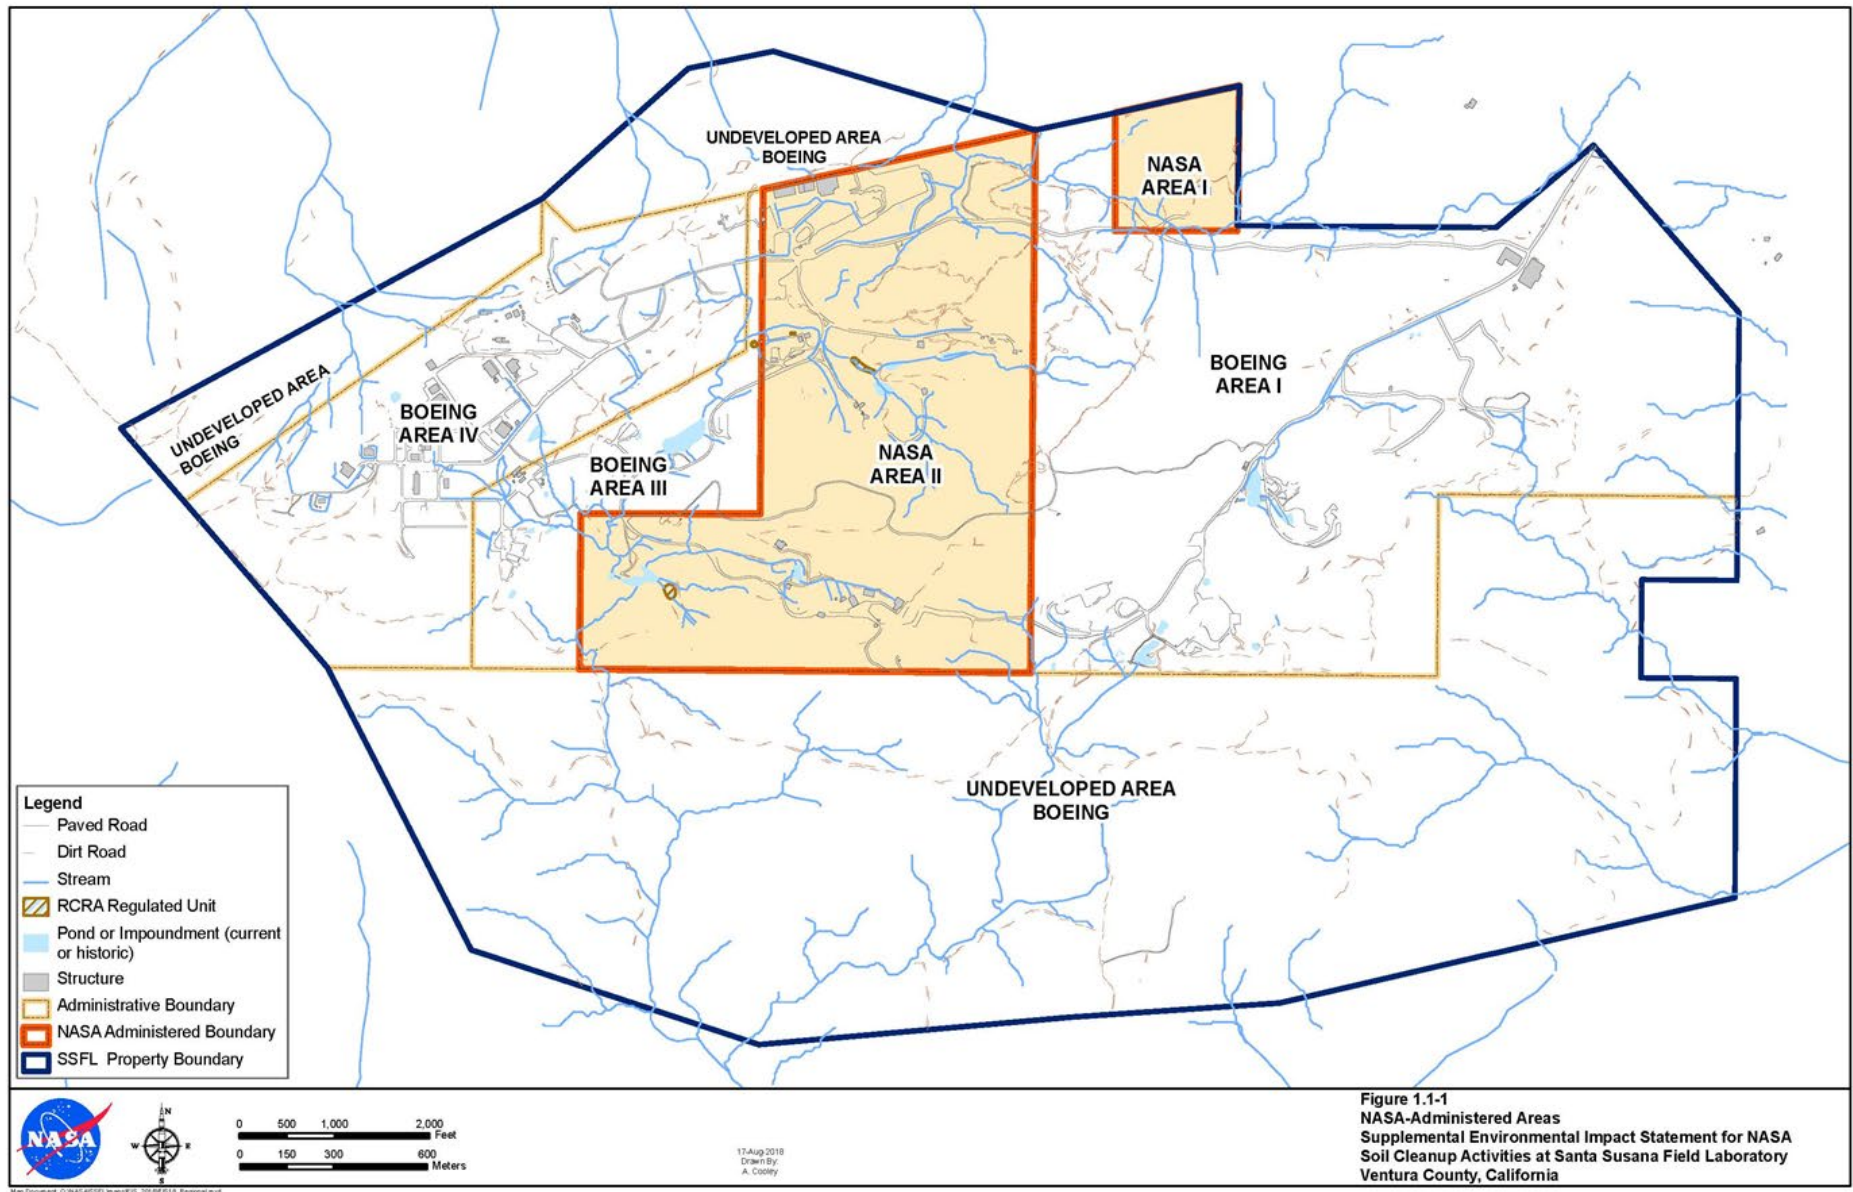 UNDEVELOPED AREA
BOEING
NASA
AREA I
UNDEVELOPED AREA
BOEING
BOEING
AREA IV
BOEING
AREA III
NASA
AREA II
BOEING
AREA I
UNDEVELOPED AREA
BOEING
Legend
Paved Road
Dirt Road
Stream
RCRA Regulated Unit
Pond or Impoundment (current
or historic)
Structure
Administrative Boundary
NASA Administered Boundary
SSFL Property Boundary
NASA
N
W E
S
0 500 1,000 2,000
Feet
0 150 300 600
Meters
17-Aug-2018
Drawn By:
A. Cooley
Figure 1.1-1
NASA-Administered Areas
Supplemental Environmental Impact Statement for NASA
Soil Cleanup Activities at Santa Susana Field Laboratory
Ventura County, California